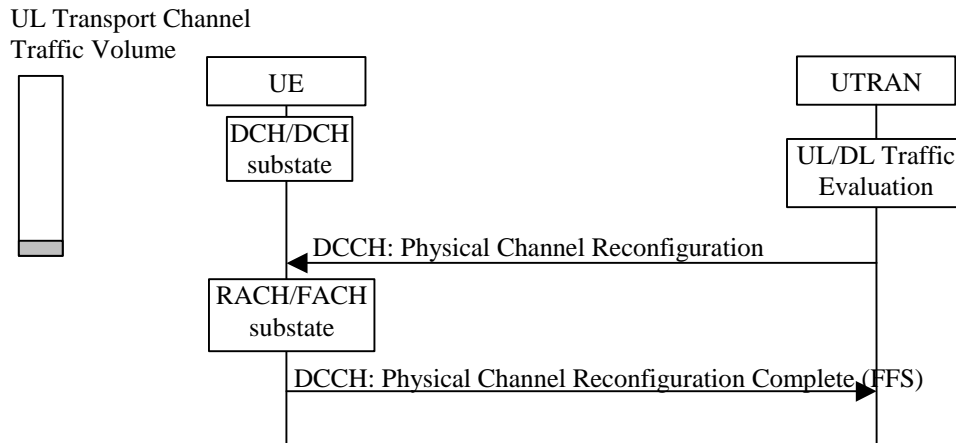 UL Transport Channel
Traffic Volume
UE
UTRAN
DCH/DCH
substate
UL/DL Traffic
Evaluation
DCCH: Physical Channel Reconfiguration
RACH/FACH
substate
DCCH: Physical Channel Reconfiguration Complete (FFS)